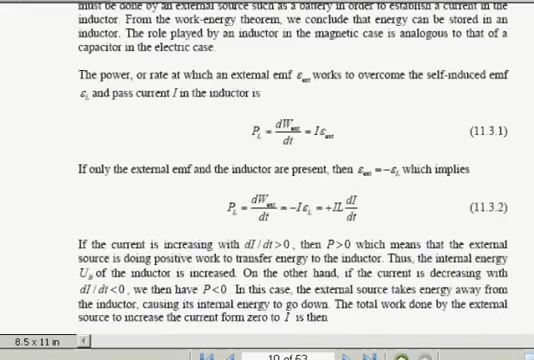 must be done by an external source such as a battery in order to establish a current in the
inductor. From the work-energy theorem, we conclude that energy can be stored in an
inductor. The role played by an inductor in the magnetic case is analogous to that of a
capacitor in the electric case.
The power, or rate at which an external emf ε_ext works to overcome the self-induced emf
ε_L and pass current I in the inductor is
P_L = dW_ext/dt = Iε_ext (11.3.1)
If only the external emf and the inductor are present, then ε_ext = −ε_L which implies
P_L = dW_ext/dt = −Iε_L = +IL dI/dt (11.3.2)
If the current is increasing with dI / dt > 0, then P > 0 which means that the external
source is doing positive work to transfer energy to the inductor. Thus, the internal energy
U_B of the inductor is increased. On the other hand, if the current is decreasing with
dI / dt < 0, we then have P < 0 In this case, the external source takes energy away from
the inductor, causing its internal energy to go down. The total work done by the external
source to increase the current form zero to I is then
8.5 x 11 in
10 of 53